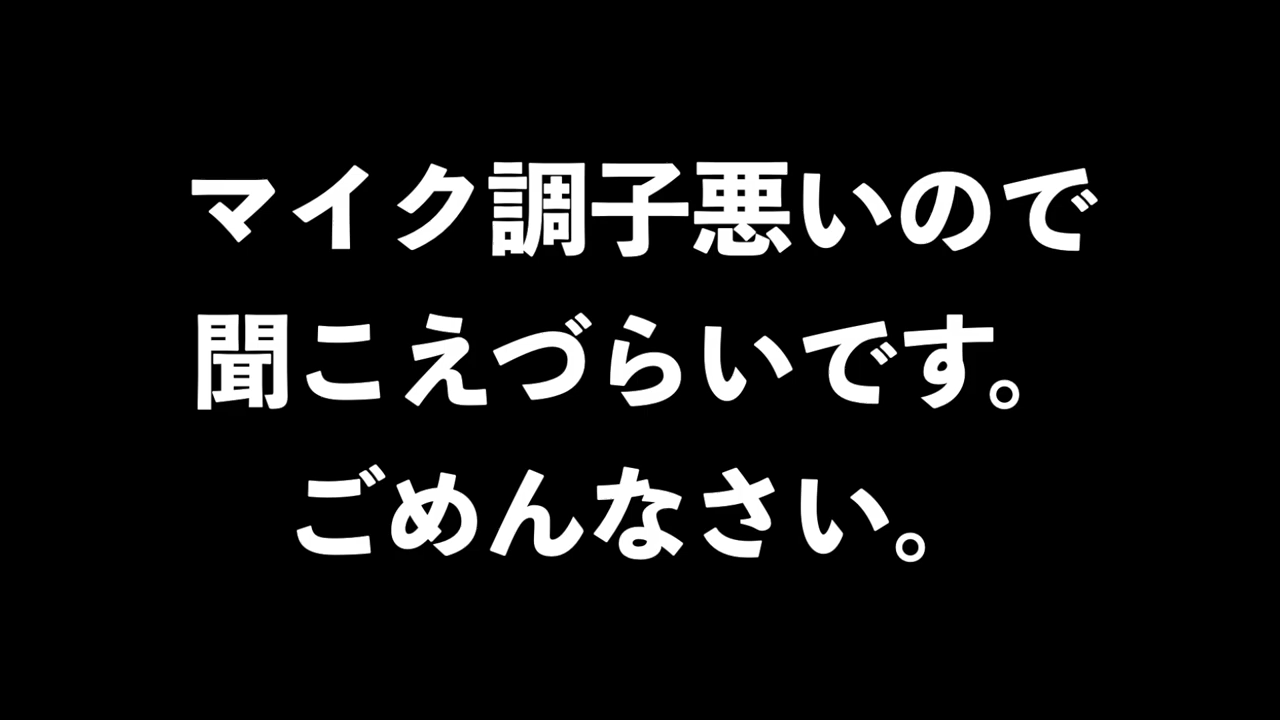 マイク調子悪いので
聞こえづらいです。
ごめんなさい。